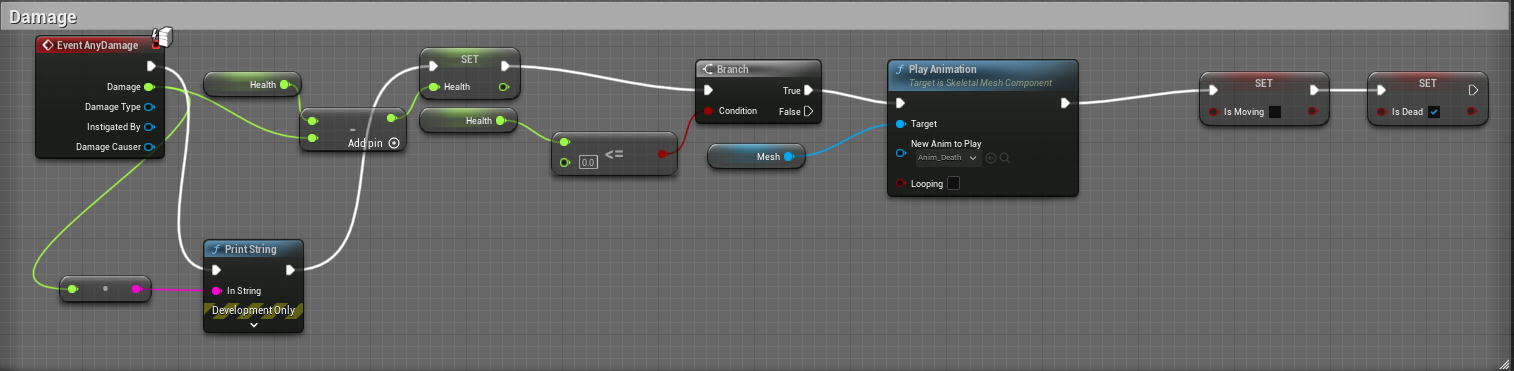 Damage
Event AnyDamage
Damage
Damage Type
Instigated By
Damage Causer
Health
-
Add pin
SET
Health
Health
0.0
<=
Branch
True
Condition
False
Mesh
Play Animation
Target is Skeletal Mesh Component
Target
New Anim to Play
Anim_Death
Looping
SET
Is Moving
SET
Is Dead
Print String
In String
Development Only